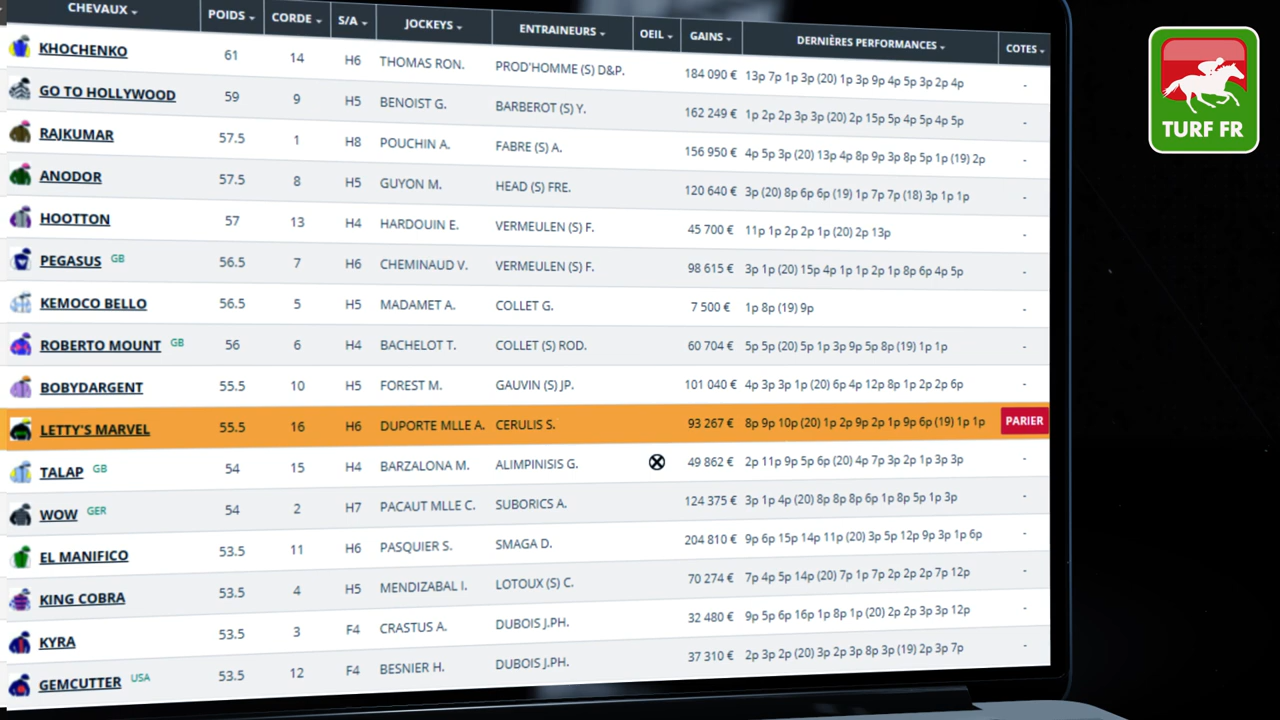 CHEVAUX POIDS CORDE S/A JOCKEYS ENTRAINEURS OEIL GAINS DERNIÈRES PERFORMANCES COTES
KHOCHENKO 61 14 H6 THOMAS RON. PROD'HOMME (S) D&P. 184 090 € 13p 7p 1p 3p (20) 1p 3p 9p 4p 5p 3p 2p 4p -
GO TO HOLLYWOOD 59 9 H5 BENOIST G. BARBEROT (S) Y. 162 249 € 1p 2p 2p 3p 3p (20) 2p 15p 5p 4p 5p 4p 5p -
RAJKUMAR 57.5 1 H8 POUCHIN A. FABRE (S) A. 156 950 € 4p 5p 3p (20) 13p 4p 8p 9p 3p 8p 5p 1p (19) 2p -
ANODOR 57.5 8 H5 GUYON M. HEAD (S) FRE. 120 640 € 3p (20) 8p 6p 6p (19) 1p 7p 7p (18) 3p 1p 1p -
HOOTTON 57 13 H4 HARDOUIN E. VERMEULEN (S) F. 45 700 € 11p 1p 2p 2p 1p (20) 2p 13p -
PEGASUS GB 56.5 7 H6 CHEMINAUD V. VERMEULEN (S) F. 98 615 € 3p 1p (20) 15p 4p 1p 1p 2p 1p 8p 6p 4p 5p -
KEMOCO BELLO 56.5 5 H5 MADAMET A. COLLET G. 7 500 € 1p 8p (19) 9p -
ROBERTO MOUNT GB 56 6 H4 BACHELOT T. COLLET (S) ROD. 60 704 € 5p 5p (20) 5p 1p 3p 9p 5p 8p (19) 1p 1p -
BOBYDARGENT 55.5 10 H5 FOREST M. GAUVIN (S) JP. 101 040 € 4p 3p 3p 1p (20) 6p 4p 12p 8p 1p 2p 2p 6p -
LETTY'S MARVEL 55.5 16 H6 DUPORTE MLLE A. CERULIS S. 93 267 € 8p 9p 10p (20) 1p 2p 9p 2p 1p 9p 6p (19) 1p 1p PARIER
TALAP GB 54 15 H4 BARZALONA M. ALIMPINISIS G. 49 862 € 2p 11p 9p 5p 6p (20) 4p 7p 3p 2p 1p 3p 3p -
WOW GER 54 2 H7 PACAUT MLLE C. SUBORICS A. 124 375 € 3p 1p 4p (20) 8p 8p 8p 6p 1p 8p 5p 1p 3p -
EL MANIFICO 53.5 11 H6 PASQUIER S. SMAGA D. 204 810 € 9p 6p 15p 14p 11p (20) 3p 5p 12p 9p 3p 1p 6p -
KING COBRA 53.5 4 H5 MENDIZABAL I. LOTOUX (S) C. 70 274 € 7p 4p 5p 14p (20) 7p 1p 7p 2p 2p 2p 7p 12p -
KYRA 53.5 3 F4 CRASTUS A. DUBOIS J.PH. 32 480 € 9p 5p 6p 16p 1p 8p 1p (20) 2p 2p 3p 3p 12p -
GEMCUTTER USA 53.5 12 F4 BESNIER H. DUBOIS J.PH. 37 310 € 2p 3p 2p (20) 3p 2p 3p 8p 3p (19) 2p 3p 7p -
TURF FR